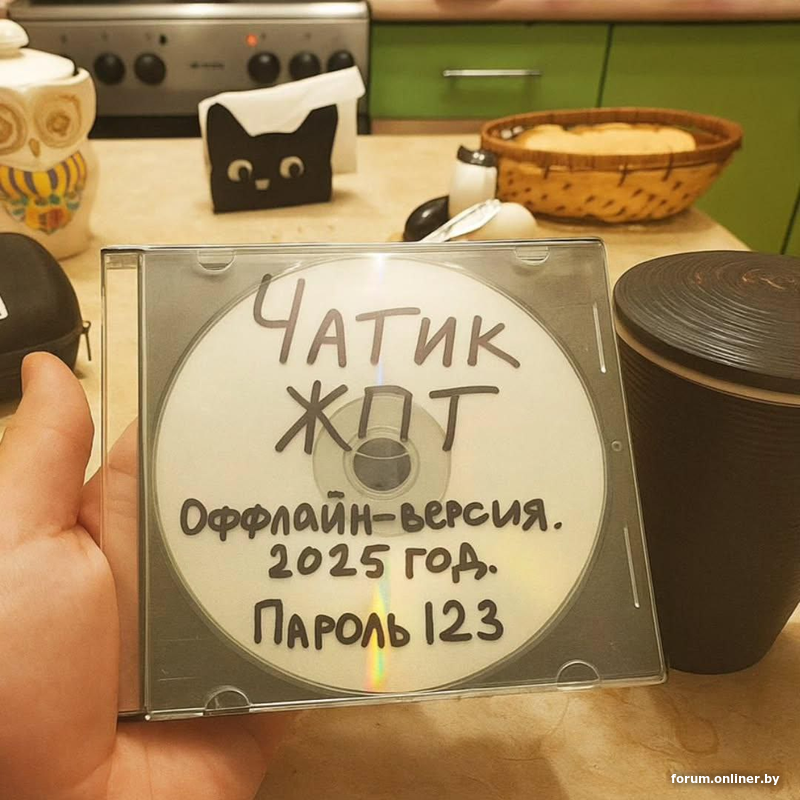 Чатик
ЖПТ
Оффлайн-версия.
2025 год.
Пароль 123
forum.onliner.by